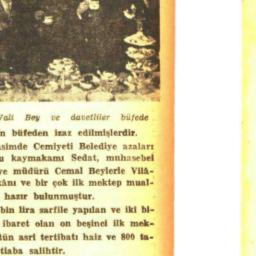 Vali Bey ve davetliler büfede
n büfeden izaz edilmişlerdir.
simde Cemiyeti Belediye azaları
u kaymakamı Sedat, muhasebei
ye müdürü Cemal Beylerle Vilâ-
kânı ve bir çok ilk mektep mual-
hazır bulunmuştur.
bin lira sarfile yapılan ve iki bi-
ibaret olan on beşinci ilk mek-
tün asri tertibatı haiz ve 800 ta-
tiaba salihtir.